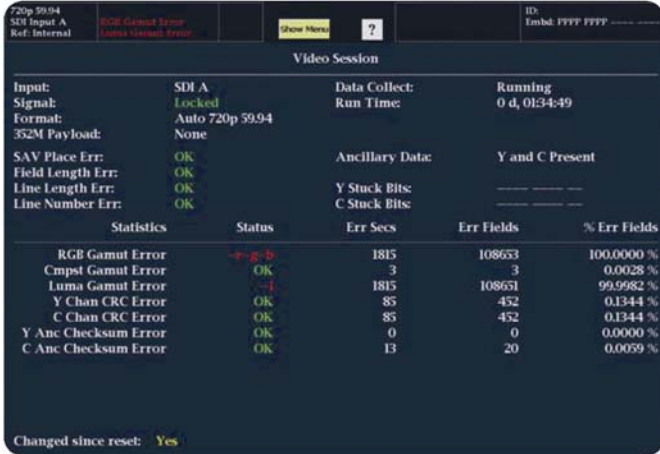 720p 59.94
SDI Input A
Ref: Internal
RGB Gamut Error
Luma Gamut Error
Show Menu
?
ID:
Embd: PPPP PPPP ---- ----
Video Session
Input: SDI A Data Collect: Running
Signal: Locked Run Time: 0 d, 01:34:49
Format: Auto 720p 59.94
352M Payload: None
SAV Place Err: OK Ancillary Data: Y and C Present
Field Length Err: OK
Line Length Err: OK Y Stuck Bits: ---- ---- --
Line Number Err: OK C Stuck Bits: ---- ---- --
Statistics Status Err Secs Err Fields % Err Fields
RGB Gamut Error -r-g-b 1815 108653 100.0000 %
Cmpst Gamut Error OK 3 3 0.0028 %
Luma Gamut Error -l 1815 108651 99.9982 %
Y Chan CRC Error OK 85 452 0.1344 %
C Chan CRC Error OK 85 452 0.1344 %
Y Anc Checksum Error OK 0 0 0.0000 %
C Anc Checksum Error OK 13 20 0.0059 %
Changed since reset: Yes